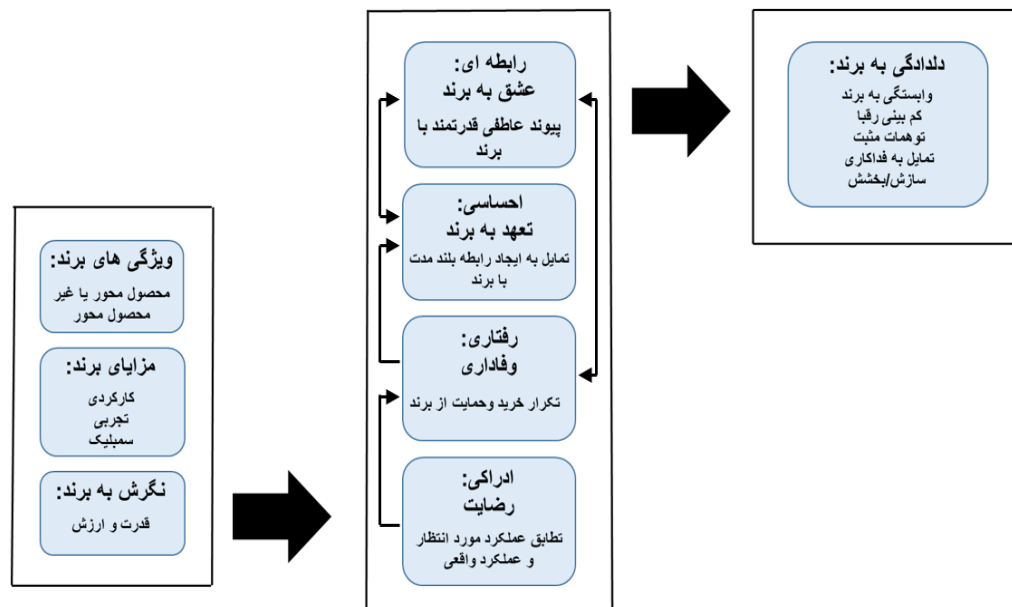 دلدادگی به برند:
وابستگی به برند
کم بینی رقبا
توهمات مثبت
تمایل به فداکاری
سازش/بخشش
رابطه ای:
عشق به برند
پیوند عاطفی قدرتمند با
برند
احساسی:
تعهد به برند
تمایل به ایجاد رابطه بلند مدت
با برند
رفتاری:
وفاداری
تکرار خرید وحمایت از برند
ادراکی:
رضایت
تطابق عملکرد مورد انتظار
و عملکرد واقعی
ویژگی های برند:
محصول محور یا غیر
محصول محور
مزایای برند:
کارکردی
تجربی
سمبلیک
نگرش به برند:
قدرت و ارزش